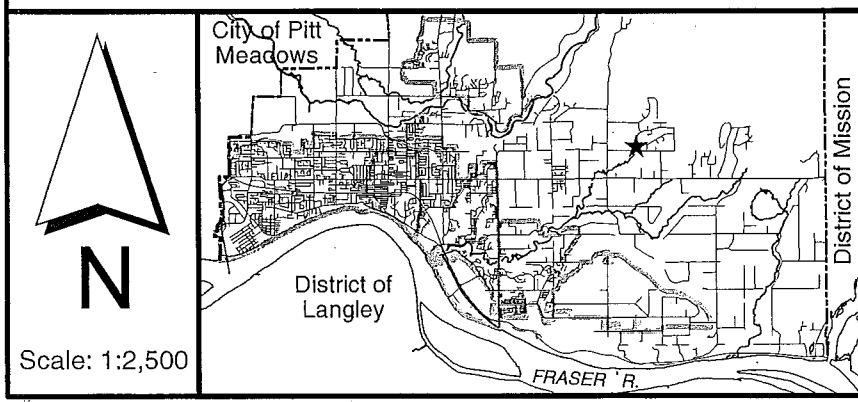 City of Pitt
Meadows
District of Mission
District of
Langley
N
Scale: 1:2,500
FRASER R.